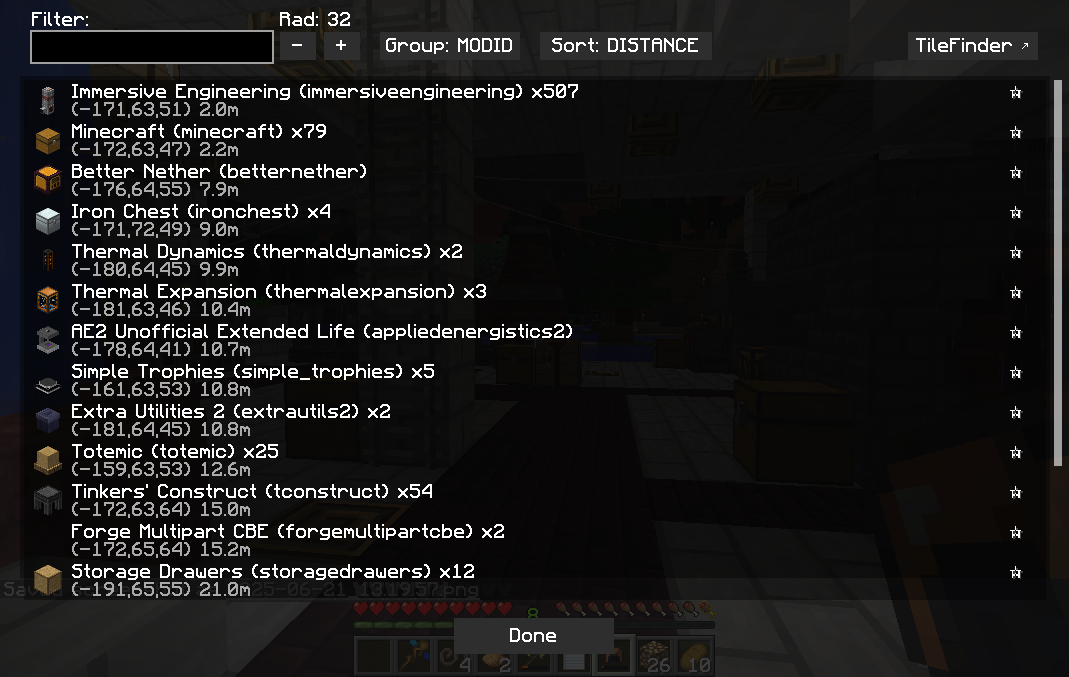 Filter:
Rad: 32
- + Group: MODID Sort: DISTANCE TileFinder ↗
Immersive Engineering (immersiveengineering) x507
(-171,63,51) 2.0m
Minecraft (minecraft) x79
(-172,63,47) 2.2m
Better Nether (betternether)
(-176,64,55) 7.9m
Iron Chest (ironchest) x4
(-171,72,49) 9.0m
Thermal Dynamics (thermaldynamics) x2
(-180,64,45) 9.9m
Thermal Expansion (thermalexpansion) x3
(-181,63,46) 10.4m
AE2 Unofficial Extended Life (appliedenergistics2)
(-178,64,41) 10.7m
Simple Trophies (simple_trophies) x5
(-161,63,53) 10.8m
Extra Utilities 2 (extrautils2) x2
(-181,64,45) 10.8m
Totemic (totemic) x25
(-159,63,53) 12.6m
Tinkers' Construct (tconstruct) x54
(-172,63,64) 15.0m
Forge Multipart CBE (forgemultipartcbe) x2
(-172,65,64) 15.2m
Storage Drawers (storagedrawers) x12
(-191,65,55) 21.0m
8
Done
4 2 26 10